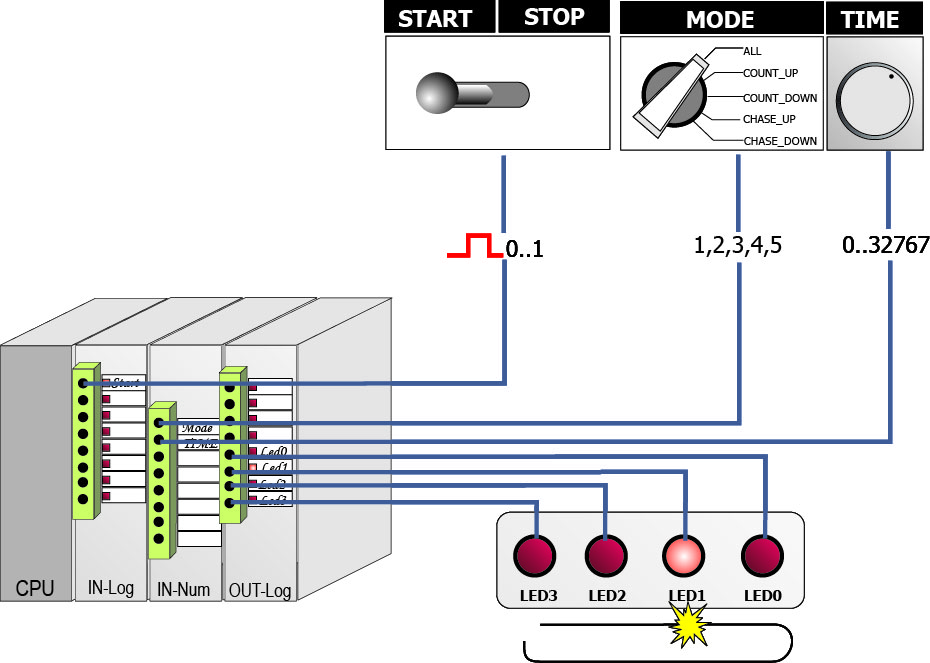 START STOP MODE TIME
ALL
COUNT_UP
COUNT_DOWN
CHASE_UP
CHASE_DOWN
0..1 1,2,3,4,5 0..32767
Start
Mode
TIME
Led0
Led1
Led2
Led3
CPU IN-Log IN-Num OUT-Log
LED3 LED2 LED1 LED0